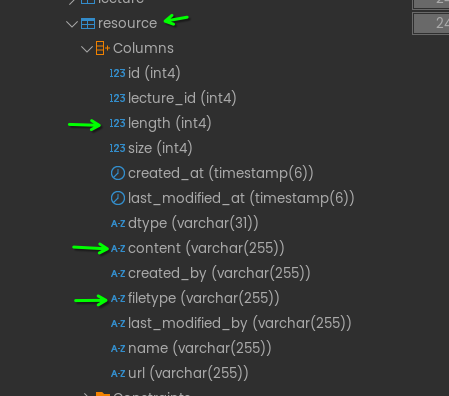 lecture
resource
24
Columns
123 id (int4)
123 lecture_id (int4)
123 length (int4)
123 size (int4)
created_at (timestamp(6))
last_modified_at (timestamp(6))
A-Z dtype (varchar(31))
A-Z content (varchar(255))
A-Z created_by (varchar(255))
A-Z filetype (varchar(255))
A-Z last_modified_by (varchar(255))
A-Z name (varchar(255))
A-Z url (varchar(255))
Constraints